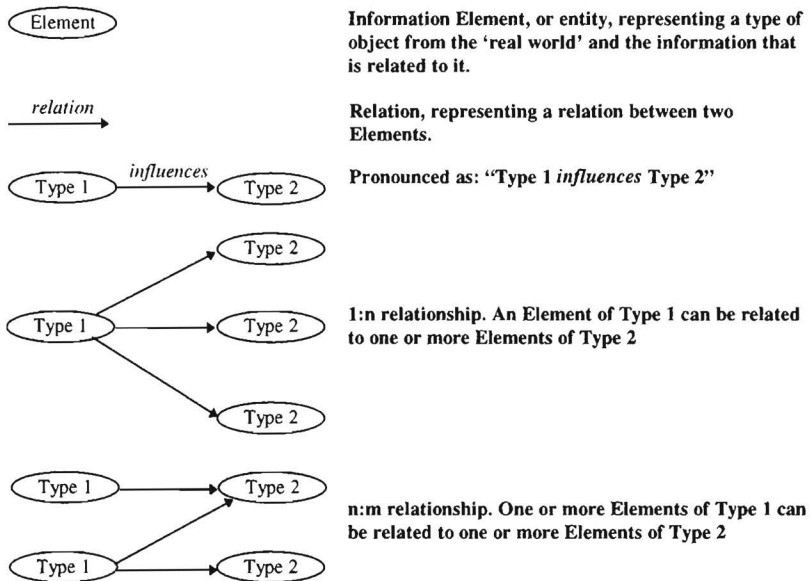 Element
Information Element, or entity, representing a type of
object from the ‘real world’ and the information that
is related to it.
relation
Relation, representing a relation between two
Elements.
Type 1
influences
Type 2
Pronounced as: “Type 1 influences Type 2”
Type 2
Type 1
Type 2
1:n relationship. An Element of Type 1 can be related
to one or more Elements of Type 2
Type 2
Type 1
Type 2
n:m relationship. One or more Elements of Type 1 can
be related to one or more Elements of Type 2
Type 1
Type 2